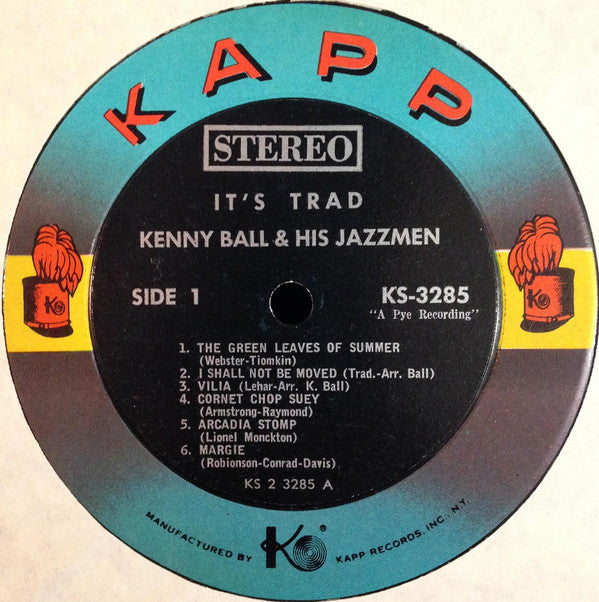 KAPP
STEREO
IT'S TRAD
KENNY BALL & HIS JAZZMEN
SIDE 1
KS-3285
"A Pye Recording"
1. THE GREEN LEAVES OF SUMMER
(Webster-Tiomkin)
2. I SHALL NOT BE MOVED (Trad.-Arr. Ball)
3. VILIA (Lehar-Arr. K. Ball)
4. CORNET CHOP SUEY
(Armstrong-Raymond)
5. ARCADIA STOMP
(Lionel Monckton)
6. MARGIE
(Robionson-Conrad-Davis)
KS 2 3285 A
K
K
MANUFACTURED BY K ® KAPP RECORDS, INC., N.Y.